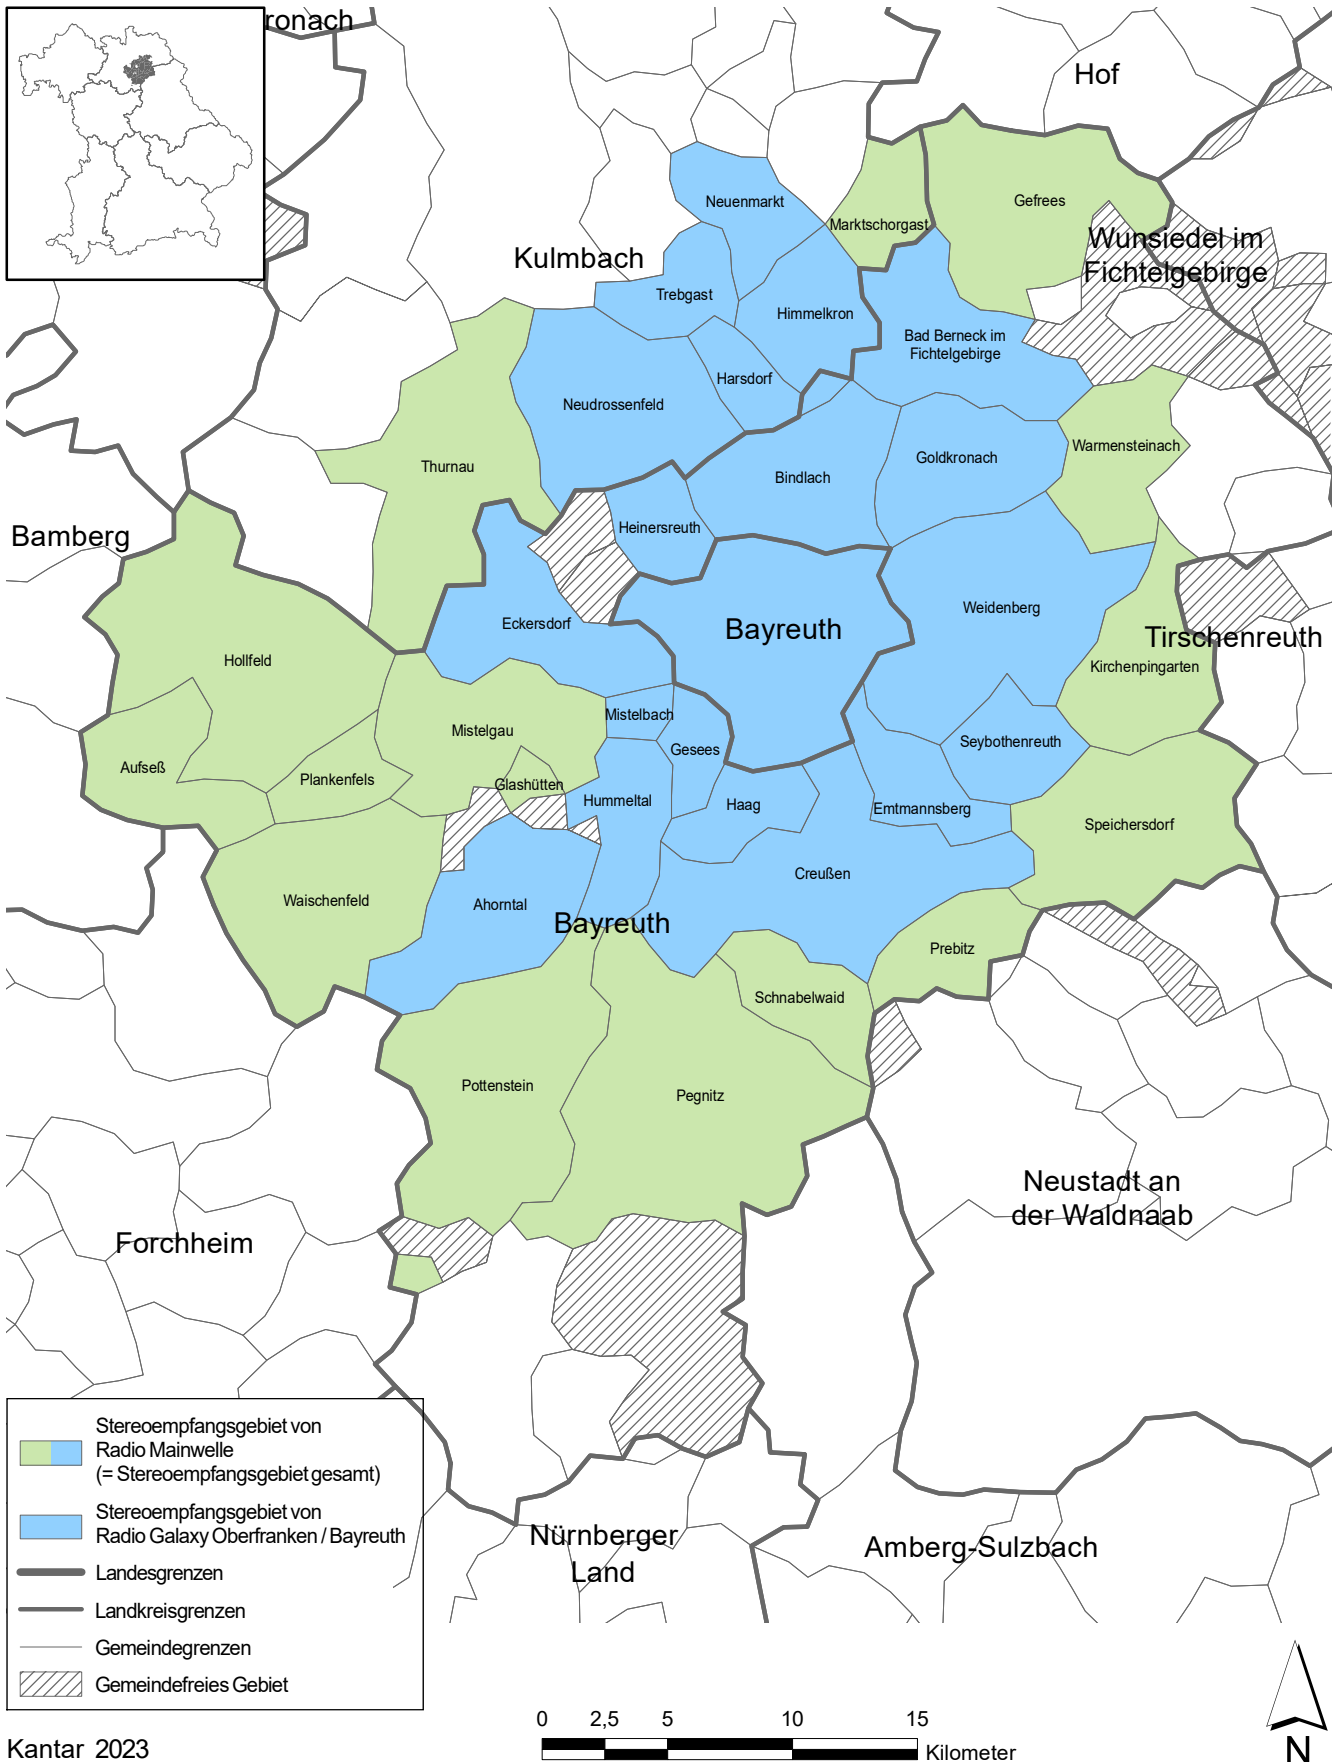 ronach
Hof
Gefrees
Neuenmarkt
Marktschorgast
Wunsiedel im
Fichtelgebirge
Kulmbach
Trebgast
Himmelkron
Bad Berneck im
Fichtelgebirge
Harsdorf
Neudrossenfeld
Warmensteinach
Thurnau
Goldkronach
Bindlach
Heinersreuth
Bamberg
Weidenberg
Eckersdorf
Bayreuth
Tirschenreuth
Hollfeld
Kirchenpingarten
Mistelbach
Mistelgau
Gesees
Seybothenreuth
Aufseß
Plankenfels
Glashütten
Hummeltal
Haag
Emtmannsberg
Speichersdorf
Creußen
Waischenfeld
Ahorntal
Bayreuth
Prebitz
Schnabelwaid
Pottenstein
Pegnitz
Neustadt an
der Waldnaab
Forchheim
Stereoempfangsgebiet von
Radio Mainwelle
(= Stereoempfangsgebiet gesamt)
Stereoempfangsgebiet von
Radio Galaxy Oberfranken / Bayreuth
Landesgrenzen
Landkreisgrenzen
Gemeindegrenzen
Gemeindefreies Gebiet
Nürnberger
Land
Amberg-Sulzbach
0 2,5 5 10 15
Kilometer
N
Kantar 2023